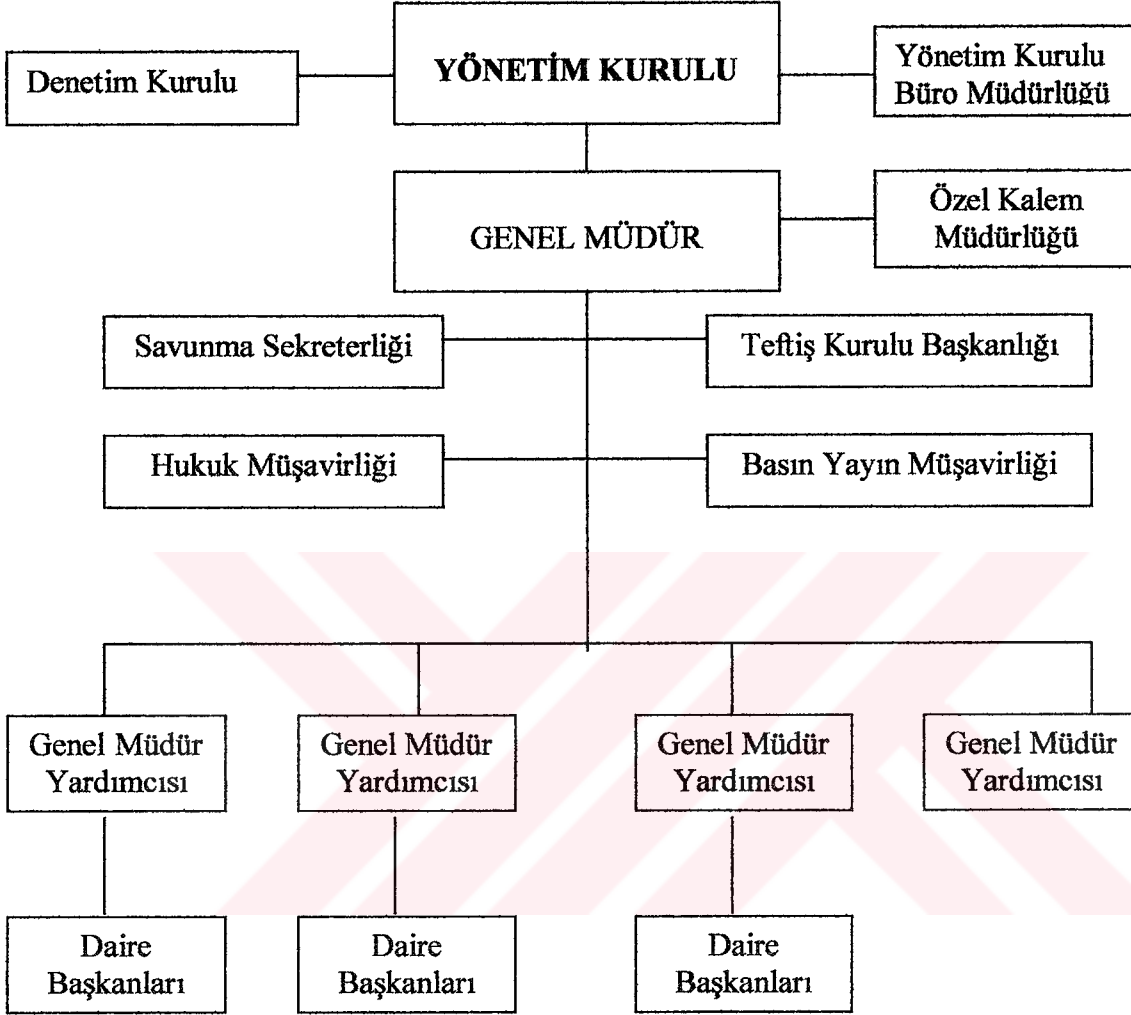 YÖNETİM KURULU
Denetim Kurulu
Yönetim Kurulu
Büro Müdürlüğü
GENEL MÜDÜR
Özel Kalem
Müdürlüğü
Savunma Sekreterliği
Teftiş Kurulu Başkanlığı
Hukuk Müşavirliği
Basın Yayın Müşavirliği
Genel Müdür
Yardımcısı
Genel Müdür
Yardımcısı
Genel Müdür
Yardımcısı
Genel Müdür
Yardımcısı
Daire
Başkanları
Daire
Başkanları
Daire
Başkanları